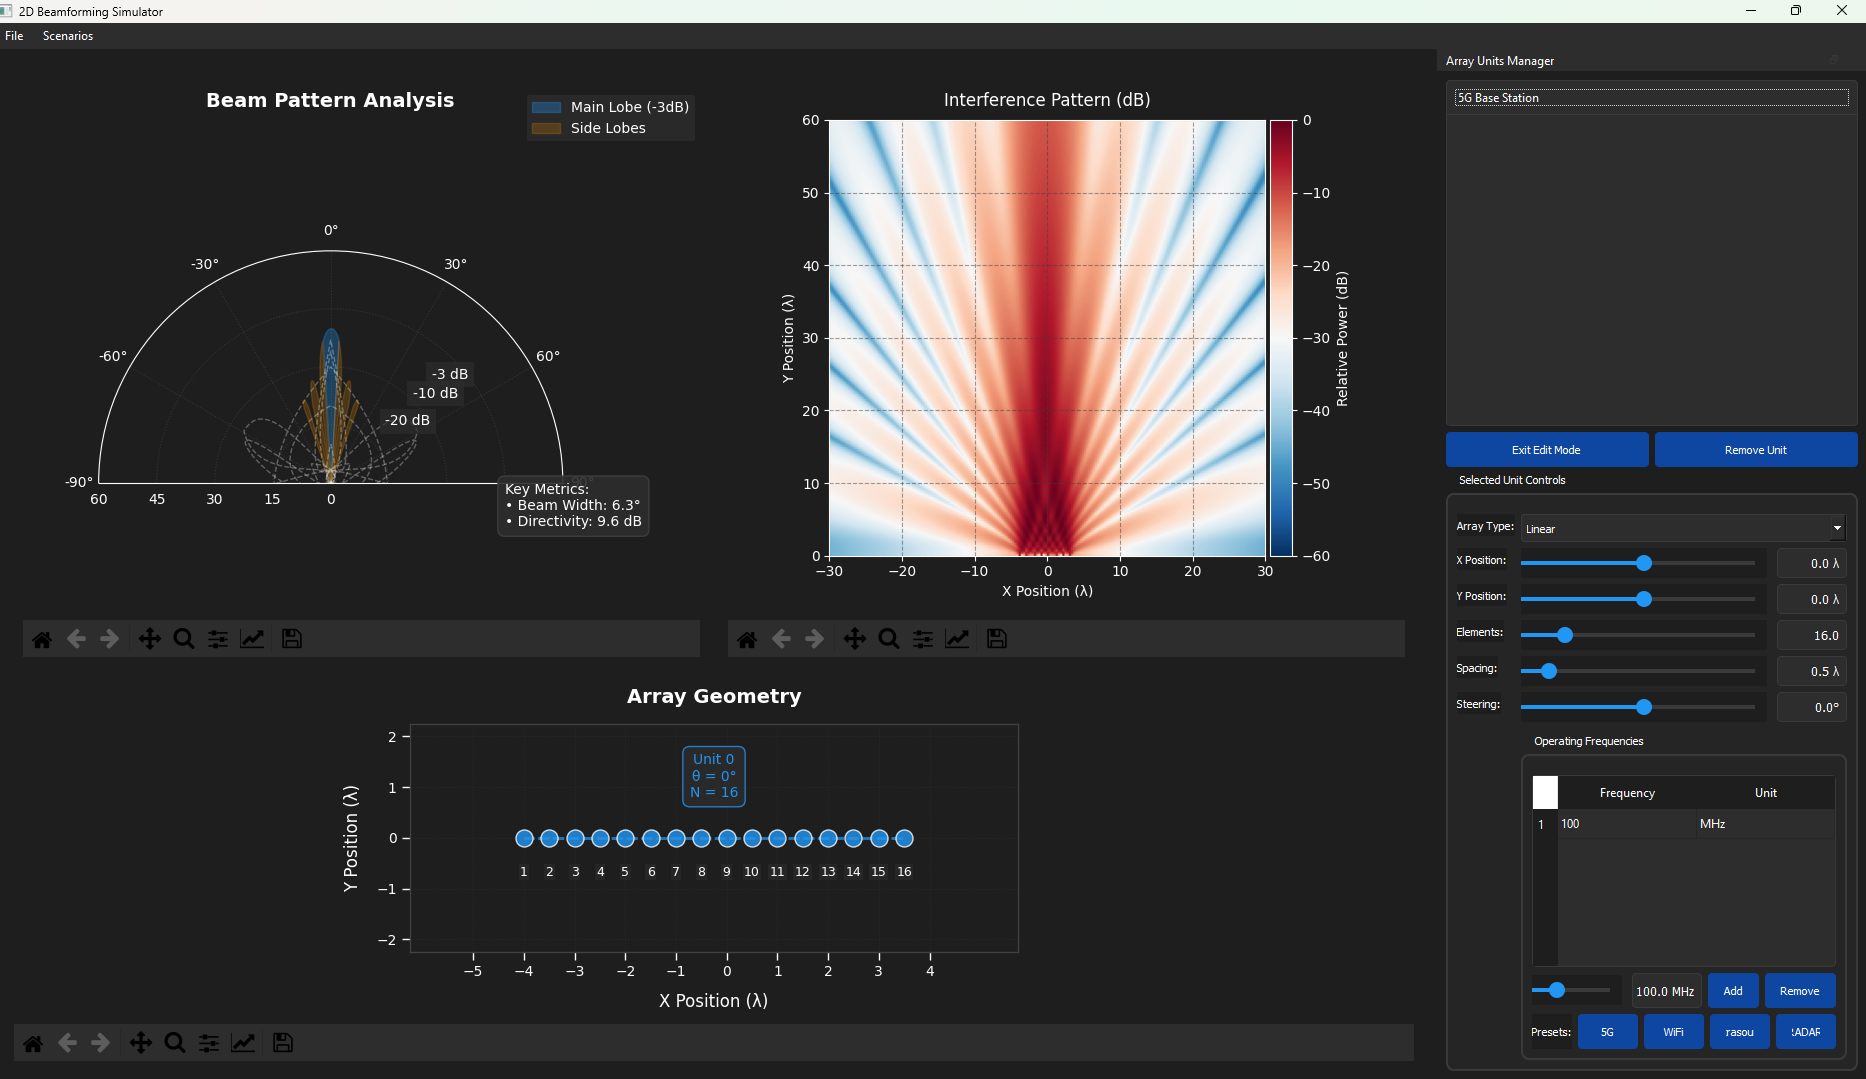 2D Beamforming Simulator
File Scenarios
Beam Pattern Analysis
Main Lobe (-3dB)
Side Lobes
0°
-30° 30°
-60° 60°
-3 dB
-10 dB
-20 dB
-90° 90°
60 45 30 15 0
Key Metrics:
• Beam Width: 6.3°
• Directivity: 9.6 dB
Interference Pattern (dB)
60
50
40
30
20
10
0
Y Position (λ)
−30 −20 −10 0 10 20 30
X Position (λ)
0
−10
−20
−30
−40
−50
−60
Relative Power (dB)
Array Geometry
2
1
0
−1
−2
Y Position (λ)
Unit 0
θ = 0°
N = 16
1 2 3 4 5 6 7 8 9 10 11 12 13 14 15 16
−5 −4 −3 −2 −1 0 1 2 3 4
X Position (λ)
Array Units Manager
5G Base Station
Exit Edit Mode Remove Unit
Selected Unit Controls
Array Type: Linear
X Position: 0.0 λ
Y Position: 0.0 λ
Elements: 16.0
Spacing: 0.5 λ
Steering: 0.0°
Operating Frequencies
Frequency Unit
1 100 MHz
100.0 MHz Add Remove
Presets: 5G WiFi rasou RADAR